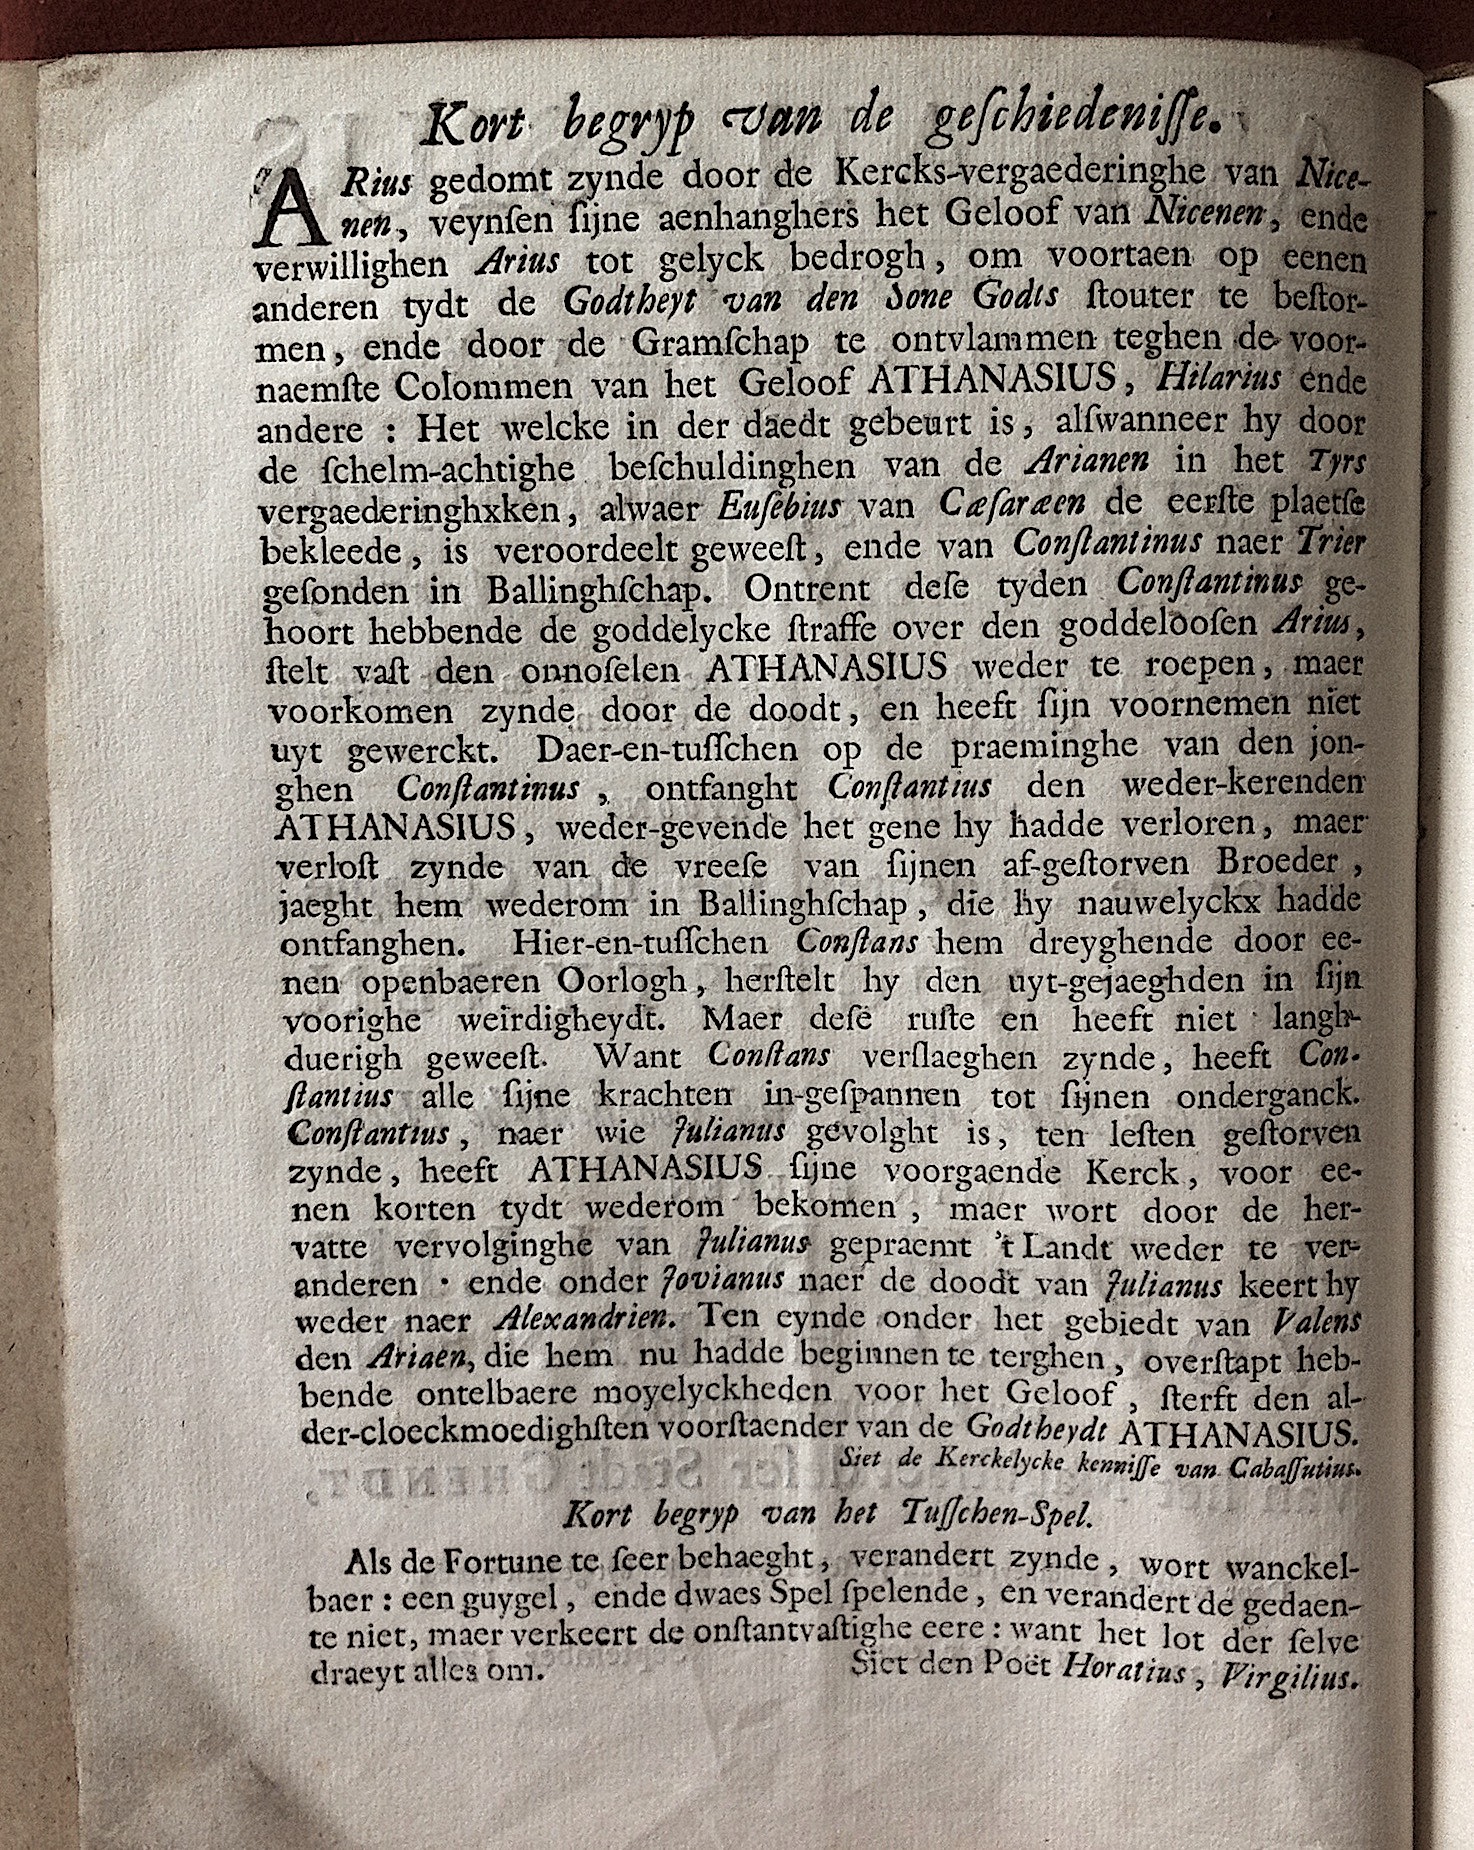 Kort begryp van de geſchiedeniſſe.
ARius gedomt zynde door de Kercks-vergaederinghe van Nice-
nen, veynſen ſijne aenhanghers het Geloof van Nicenen, ende
verwillighen Arius tot gelyck bedrogh, om voortaen op eenen
anderen tydt de Godtheyt van den Sone Godts ſtouter te beſtor-
men, ende door de Gramſchap te ontvlammen teghen de voor-
naemſte Colommen van het Geloof ATHANASIUS, Hilarius ende
andere : Het welcke in der daedt gebeurt is, alſwanneer hy door
de ſchelm-achtighe beſchuldinghen van de Arianen in het Tyrs
vergaederinghxken, alwaer Euſebius van Cæſaræen de eerſte plaetſe
bekleede, is veroordeelt geweeſt, ende van Conſtantinus naer Trier
geſonden in Ballinghſchap. Ontrent deſe tyden Conſtantinus ge-
hoort hebbende de goddelycke ſtraffe over den goddelooſen Arius,
ſtelt vaſt den onnoſelen ATHANASIUS weder te roepen, maer
voorkomen zynde door de doodt, en heeft ſijn voornemen niet
uyt gewerckt. Daer-en-tuſſchen op de praeminghe van den jon-
ghen Conſtantinus, ontfanght Conſtantius den weder-kerenden
ATHANASIUS, weder-gevende het gene hy hadde verloren, maer
verloſt zynde van de vreeſe van ſijnen af-geſtorven Broeder,
jaeght hem wederom in Ballinghſchap, die hy nauwelyckx hadde
ontfanghen. Hier-en-tuſſchen Conſtans hem dreyghende door ee-
nen openbaeren Oorlogh, herſtelt hy den uyt-gejaeghden in ſijn
voorighe weirdigheydt. Maer deſe ruſte en heeft niet langh-
duerigh geweeſt. Want Conſtans verſlaeghen zynde, heeft Con-
ſtantius alle ſijne krachten in-geſpannen tot ſijnen onderganck.
Conſtantius, naer wie Julianus gevolght is, ten leſten geſtorven
zynde, heeft ATHANASIUS ſijne voorgaende Kerck, voor ee-
nen korten tydt wederom bekomen, maer wort door de her-
vatte vervolginghe van Julianus gepraemt 't Landt weder te ver-
anderen · ende onder Jovianus naer de doodt van Julianus keert hy
weder naer Alexandrien. Ten eynde onder het gebiedt van Valens
den Ariaen, die hem nu hadde beginnen te terghen, overſtapt heb-
bende ontelbaere moyelyckheden voor het Geloof, ſterft den al-
der-cloeckmoedighſten voorſtaender van de Godtheydt ATHANASIUS.
Siet de Kerckelycke kenniſſe van Cabaſſutius.
Kort begryp van het Tuſſchen-Spel.
Als de Fortune te ſeer behaeght, verandert zynde, wort wanckel-
baer : een guygel, ende dwaes Spel ſpelende, en verandert de gedaen-
te niet, maer verkeert de onſtantvaſtighe eere : want het lot der ſelve
draeyt alles om. Siet den Poët Horatius, Virgilius.